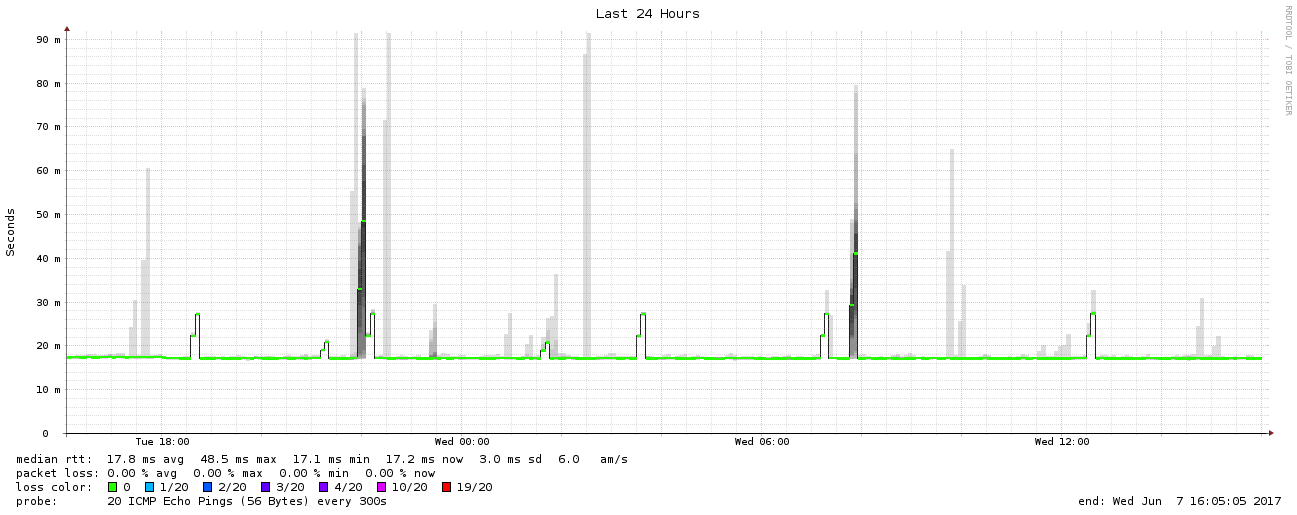 Last 24 Hours
RRDTOOL / TOBI OETIKER
90 m
80 m
70 m
60 m
50 m
40 m
30 m
20 m
10 m
0
Seconds
Tue 18:00 Wed 00:00 Wed 06:00 Wed 12:00
median rtt: 17.8 ms avg 48.5 ms max 17.1 ms min 17.2 ms now 3.0 ms sd 6.0 am/s
packet loss: 0.00 % avg 0.00 % max 0.00 % min 0.00 % now
loss color: 0 1/20 2/20 3/20 4/20 10/20 19/20
probe: 20 ICMP Echo Pings (56 Bytes) every 300s end: Wed Jun 7 16:05:05 2017